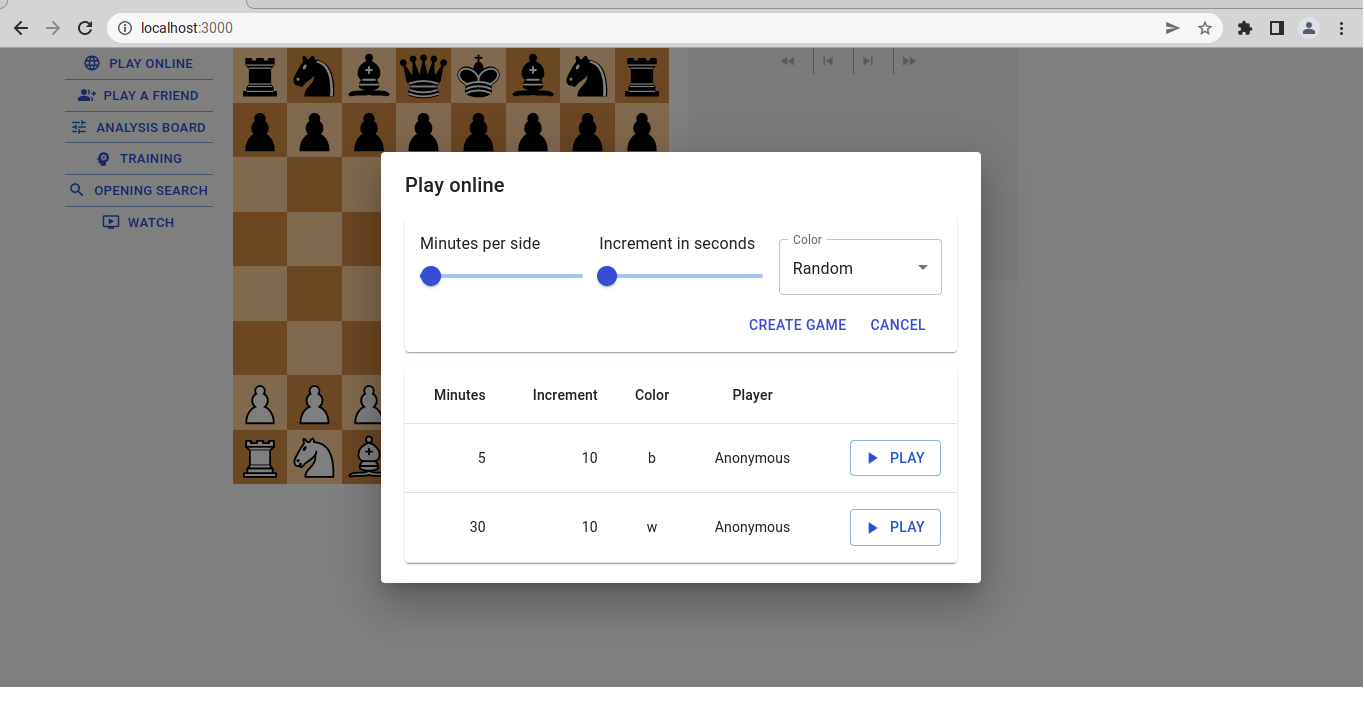 localhost:3000
PLAY ONLINE
PLAY A FRIEND
ANALYSIS BOARD
TRAINING
OPENING SEARCH
WATCH
Play online
Minutes per side
Increment in seconds
Color
Random
CREATE GAME CANCEL
Minutes Increment Color Player
5 10 b Anonymous PLAY
30 10 w Anonymous PLAY